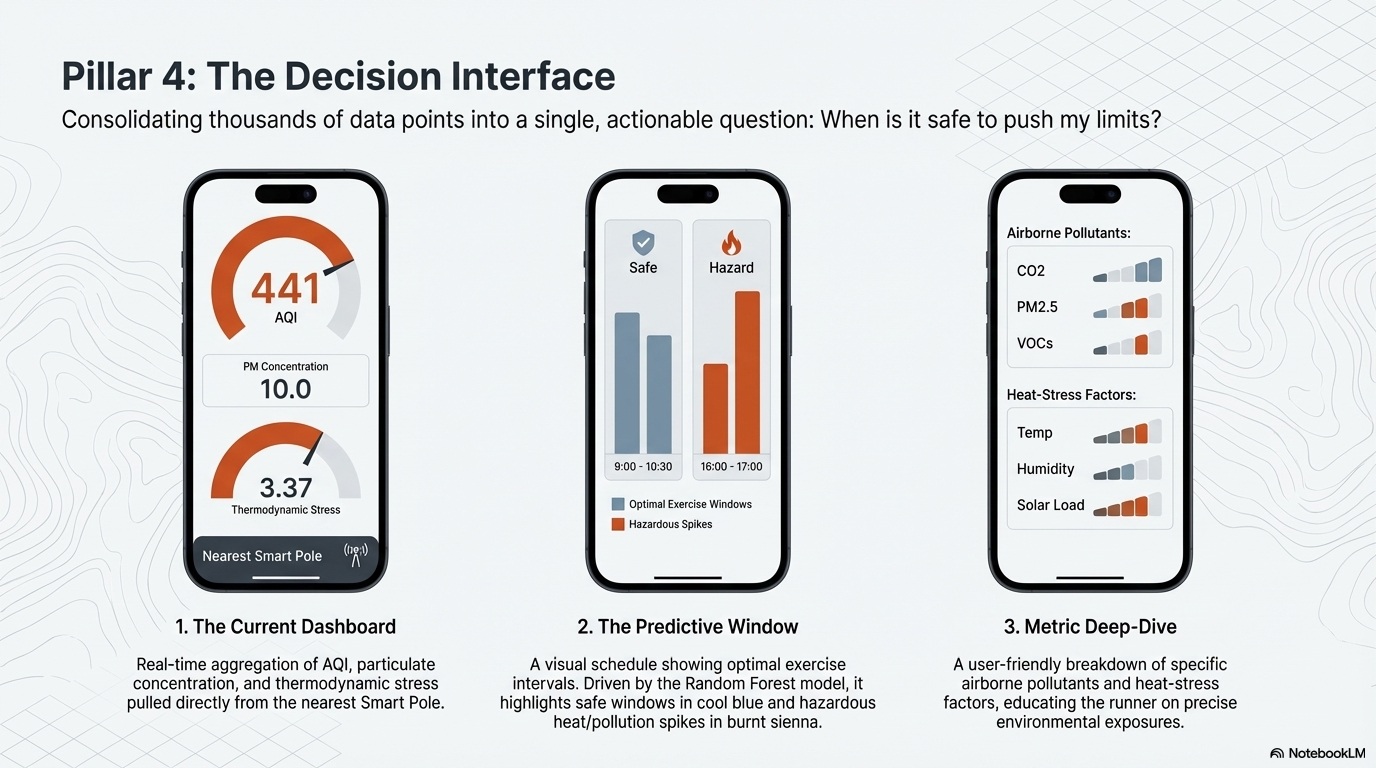 Pillar 4: The Decision Interface
Consolidating thousands of data points into a single, actionable question: When is it safe to push my limits?
441
AQI
PM Concentration
10.0
3.37
Thermodynamic Stress
Nearest Smart Pole
Safe
Hazard
9:00 - 10:30
16:00 - 17:00
Optimal Exercise Windows
Hazardous Spikes
Airborne Pollutants:
CO2
PM2.5
VOCs
Heat-Stress Factors:
Temp
Humidity
Solar Load
1. The Current Dashboard
Real-time aggregation of AQI, particulate
concentration, and thermodynamic stress
pulled directly from the nearest Smart Pole.
2. The Predictive Window
A visual schedule showing optimal exercise
intervals. Driven by the Random Forest model, it
highlights safe windows in cool blue and hazardous
heat/pollution spikes in burnt sienna.
3. Metric Deep-Dive
A user-friendly breakdown of specific
airborne pollutants and heat-stress
factors, educating the runner on precise
environmental exposures.
NotebookLM